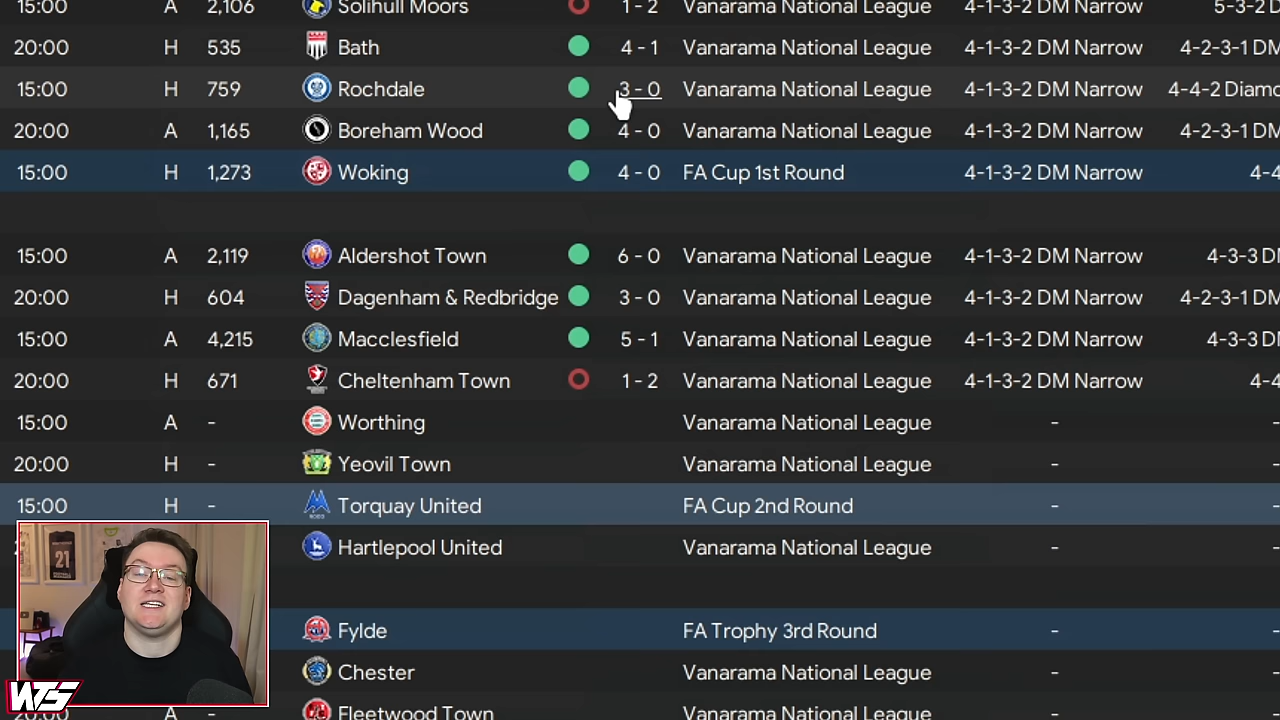 15:00 A 2,106 Solihull Moors 1 - 2 Vanarama National League 4-1-3-2 DM Narrow 5-3-2 D
20:00 H 535 Bath 4 - 1 Vanarama National League 4-1-3-2 DM Narrow 4-2-3-1 DM
15:00 H 759 Rochdale 3 - 0 Vanarama National League 4-1-3-2 DM Narrow 4-4-2 Diamo
20:00 A 1,165 Boreham Wood 4 - 0 Vanarama National League 4-1-3-2 DM Narrow 4-2-3-1 DM
15:00 H 1,273 Woking 4 - 0 FA Cup 1st Round 4-1-3-2 DM Narrow 4-4
15:00 A 2,119 Aldershot Town 6 - 0 Vanarama National League 4-1-3-2 DM Narrow 4-3-3 D
20:00 H 604 Dagenham & Redbridge 3 - 0 Vanarama National League 4-1-3-2 DM Narrow 4-2-3-1 DM
15:00 A 4,215 Macclesfield 5 - 1 Vanarama National League 4-1-3-2 DM Narrow 4-3-3 D
20:00 H 671 Cheltenham Town 1 - 2 Vanarama National League 4-1-3-2 DM Narrow 4-4
15:00 A - Worthing Vanarama National League - -
20:00 H - Yeovil Town Vanarama National League - -
15:00 H - Torquay United FA Cup 2nd Round - -
Hartlepool United Vanarama National League - -
21
Fylde FA Trophy 3rd Round - -
Chester Vanarama National League - -
WTS
20:00 A - Fleetwood Town Vanarama National League - -